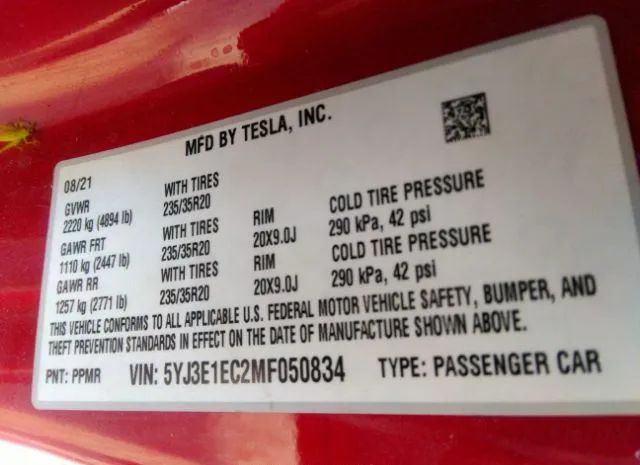 MFD BY TESLA, INC.
08/21
GVWR WITH TIRES
2220 kg (4894 lb) 235/35R20 RIM COLD TIRE PRESSURE
GAWR FRT WITH TIRES 20X9.0J 290 kPa, 42 psi
1110 kg (2447 lb) 235/35R20 RIM COLD TIRE PRESSURE
GAWR RR WITH TIRES 20X9.0J 290 kPa, 42 psi
1257 kg (2771 lb) 235/35R20
THIS VEHICLE CONFORMS TO ALL APPLICABLE U.S. FEDERAL MOTOR VEHICLE SAFETY, BUMPER, AND
THEFT PREVENTION STANDARDS IN EFFECT ON THE DATE OF MANUFACTURE SHOWN ABOVE.
PNT: PPMR VIN: 5YJ3E1EC2MF050834 TYPE: PASSENGER CAR